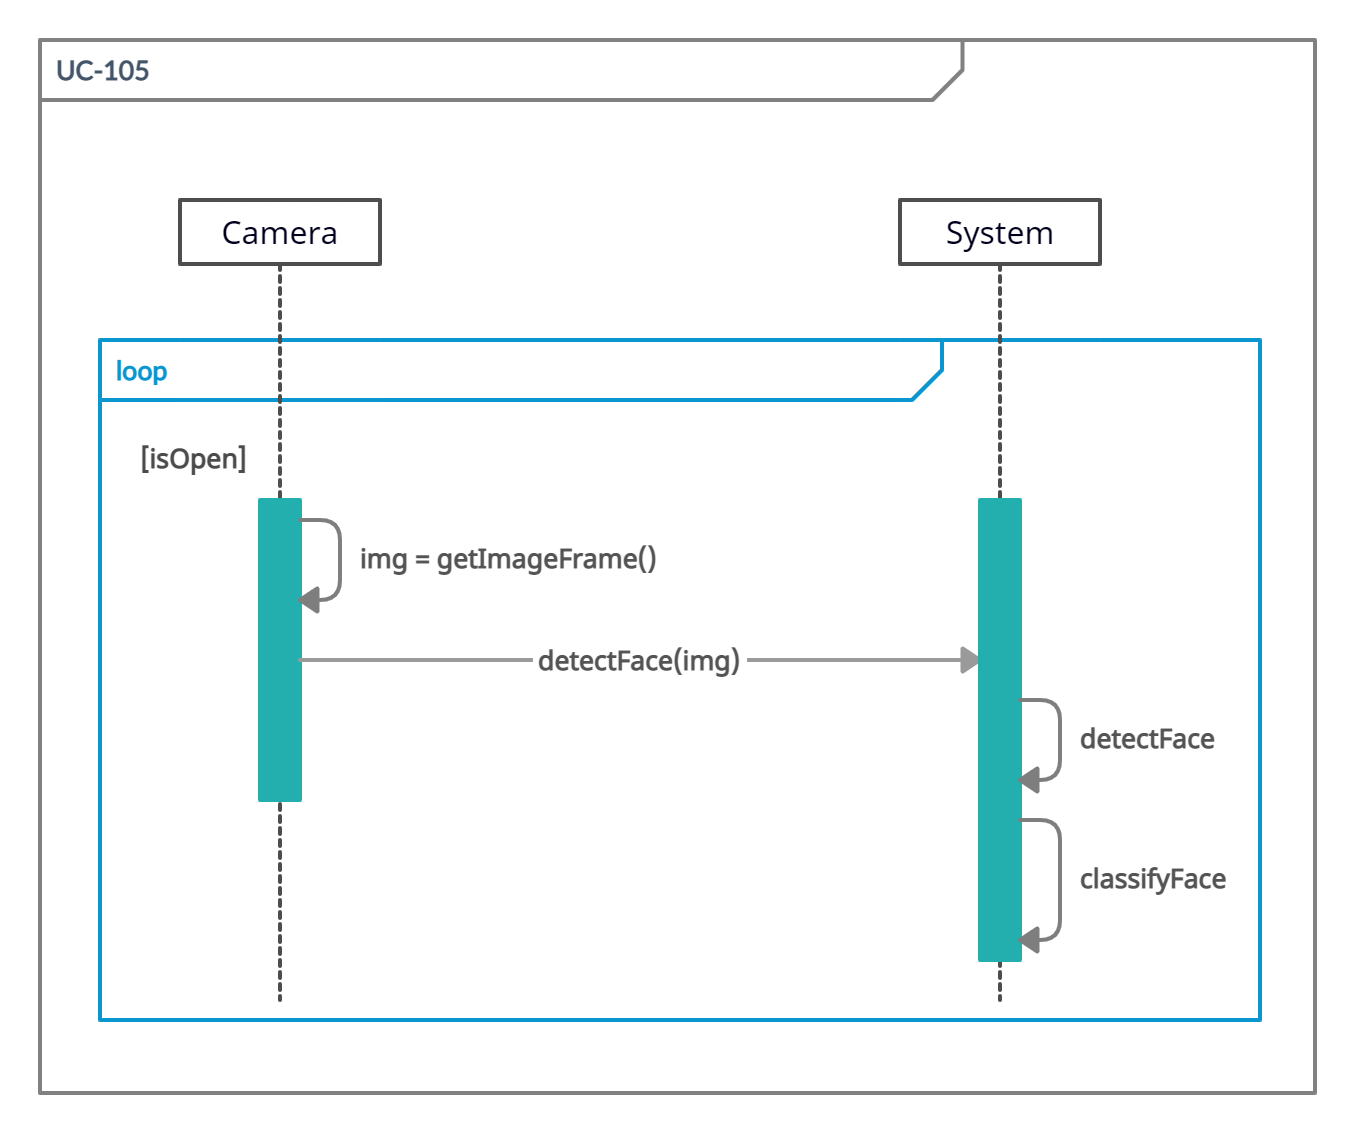 UC-105
Camera
System
loop
[isOpen]
img = getImageFrame()
detectFace(img)
detectFace
classifyFace